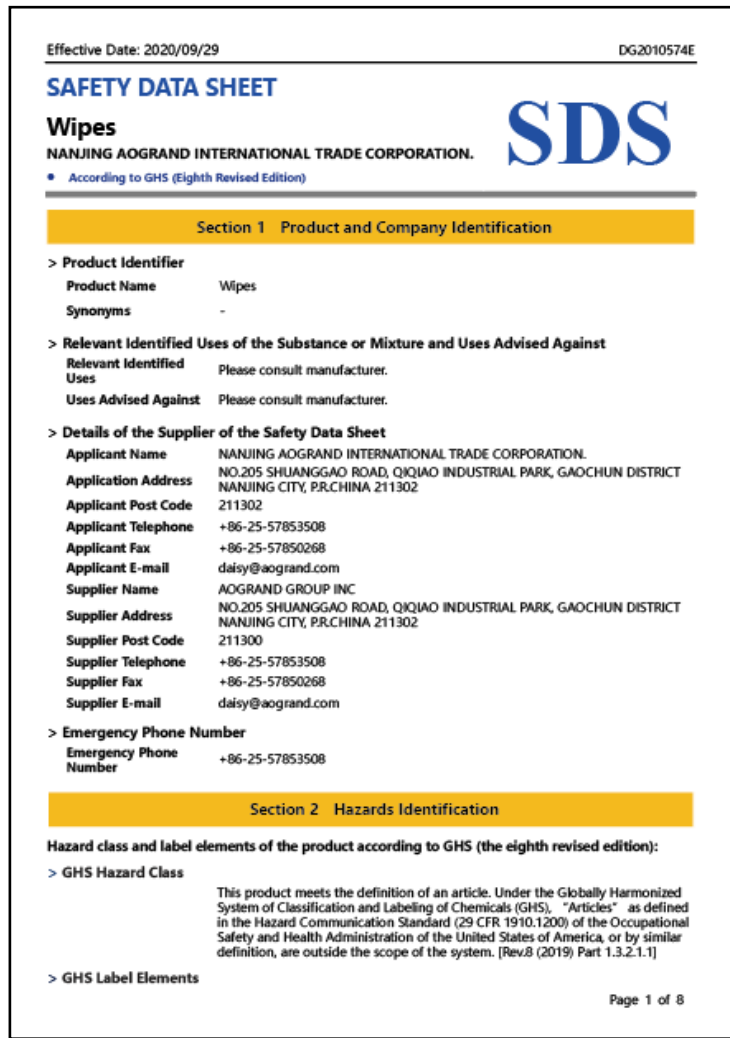 Effective Date: 2020/09/29 DG2010574E
SAFETY DATA SHEET
SDS
Wipes
NANJING AOGRAND INTERNATIONAL TRADE CORPORATION.
• According to GHS (Eighth Revised Edition)
Section 1 Product and Company Identification
> Product Identifier
Product Name Wipes
Synonyms -
> Relevant Identified Uses of the Substance or Mixture and Uses Advised Against
Relevant Identified
Uses Please consult manufacturer.
Uses Advised Against Please consult manufacturer.
> Details of the Supplier of the Safety Data Sheet
Applicant Name NANJING AOGRAND INTERNATIONAL TRADE CORPORATION.
Application Address NO.205 SHUANGGAO ROAD, QIQIAO INDUSTRIAL PARK, GAOCHUN DISTRICT
NANJING CITY, P.R.CHINA 211302
Applicant Post Code 211302
Applicant Telephone +86-25-57853508
Applicant Fax +86-25-57850268
Applicant E-mail daisy@aogrand.com
Supplier Name AOGRAND GROUP INC
Supplier Address NO.205 SHUANGGAO ROAD, QIQIAO INDUSTRIAL PARK, GAOCHUN DISTRICT
NANJING CITY, P.R.CHINA 211302
Supplier Post Code 211300
Supplier Telephone +86-25-57853508
Supplier Fax +86-25-57850268
Supplier E-mail daisy@aogrand.com
> Emergency Phone Number
Emergency Phone
Number +86-25-57853508
Section 2 Hazards Identification
Hazard class and label elements of the product according to GHS (the eighth revised edition):
> GHS Hazard Class
This product meets the definition of an article. Under the Globally Harmonized
System of Classification and Labeling of Chemicals (GHS), "Articles" as defined
in the Hazard Communication Standard (29 CFR 1910.1200) of the Occupational
Safety and Health Administration of the United States of America, or by similar
definition, are outside the scope of the system. [Rev.8 (2019) Part 1.3.2.1.1]
> GHS Label Elements
Page 1 of 8